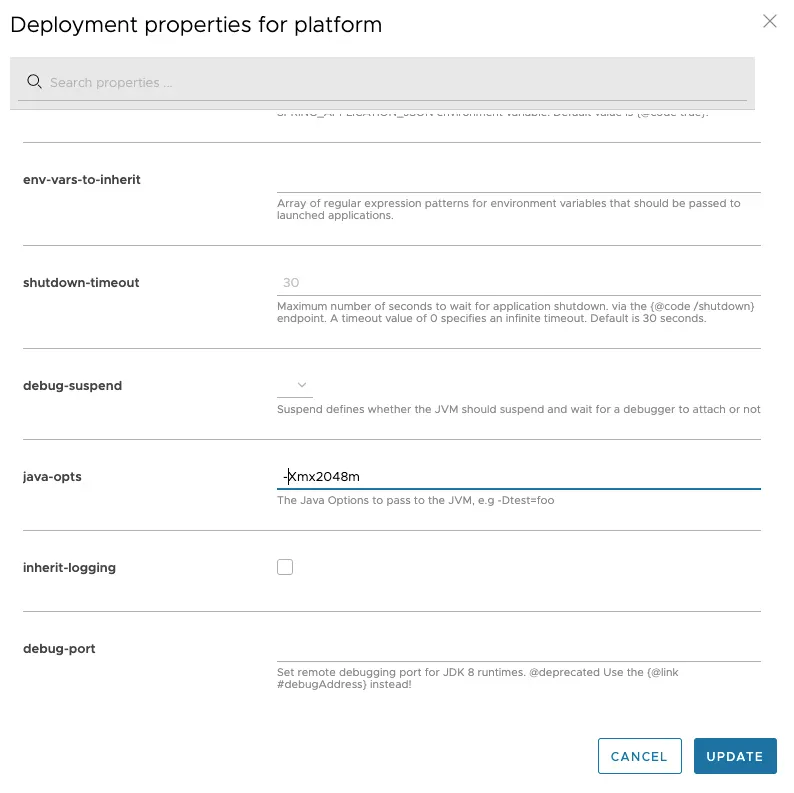 Deployment properties for platform
Search properties ...
SPRING_APPLICATION_JSON environment variable. Default value is {@code true}.
env-vars-to-inherit
Array of regular expression patterns for environment variables that should be passed to
launched applications.
shutdown-timeout
30
Maximum number of seconds to wait for application shutdown. via the {@code /shutdown}
endpoint. A timeout value of 0 specifies an infinite timeout. Default is 30 seconds.
debug-suspend
Suspend defines whether the JVM should suspend and wait for a debugger to attach or not
java-opts
-Xmx2048m
The Java Options to pass to the JVM, e.g -Dtest=foo
inherit-logging
debug-port
Set remote debugging port for JDK 8 runtimes. @deprecated Use the {@link
#debugAddress} instead!
CANCEL
UPDATE